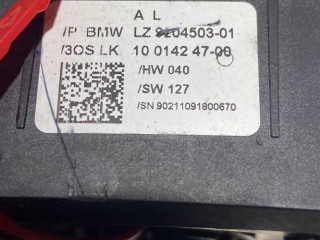 A L
/P BMW LZ 9204503-01
/3OS LK 10 0142 47-00
/HW 040
/SW 127
/SN 90211091800670